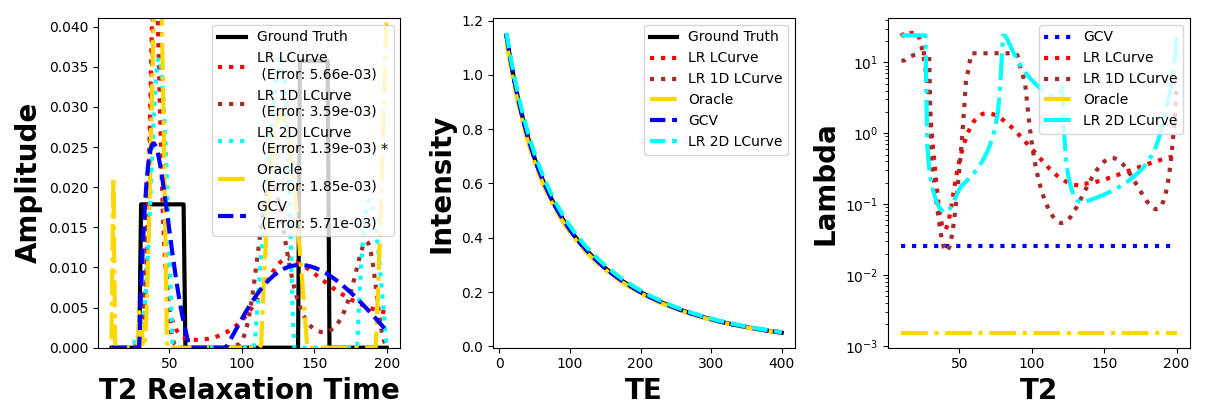 0.040
0.035
0.030
0.025
0.020
0.015
0.010
0.005
0.000
Amplitude
50
100
150
200
T2 Relaxation Time
Ground Truth
LR LCurve
(Error: 5.66e-03)
LR 1D LCurve
(Error: 3.59e-03)
LR 2D LCurve
(Error: 1.39e-03) *
Oracle
(Error: 1.85e-03)
GCV
(Error: 5.71e-03)
1.2
1.0
0.8
0.6
0.4
0.2
0.0
Intensity
0
100
200
300
400
TE
Ground Truth
LR LCurve
LR 1D LCurve
Oracle
GCV
LR 2D LCurve
10¹
10⁰
10⁻¹
10⁻²
10⁻³
Lambda
50
100
150
200
T2
GCV
LR LCurve
LR 1D LCurve
Oracle
LR 2D LCurve